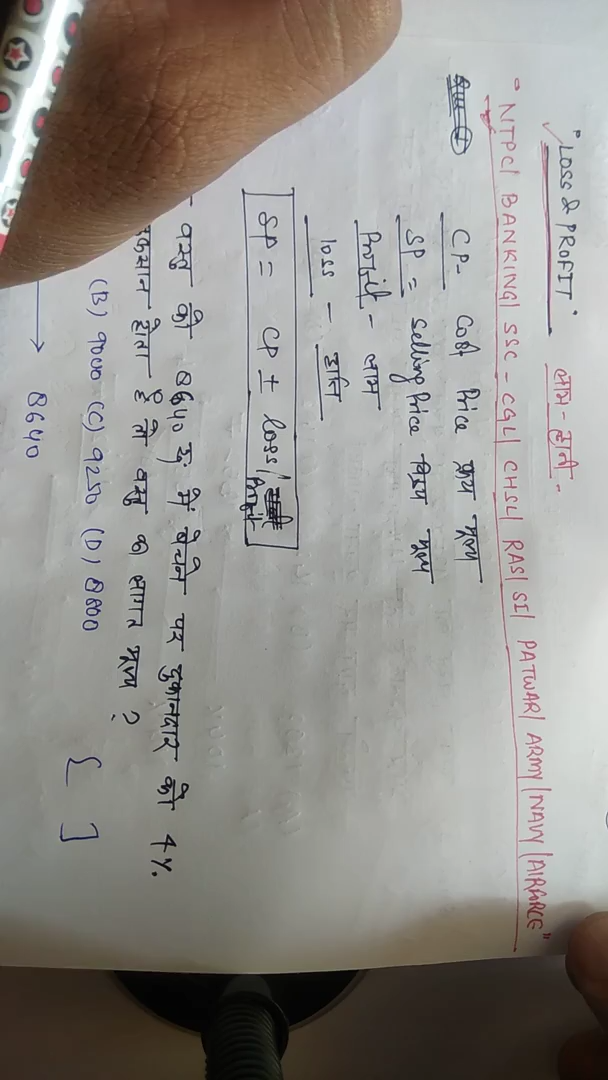 "LOSS & PROFIT" लाभ - हानि -
"NTPC/ BANKING/ SSC - CGL/ CHSL/ RAS/ SI/ PATWAR/ ARMY/NAVY/AIRFORCE"
CP - Cost Price क्रय मूल्य
SP = Selling Price विक्रय मूल्य
Profit - लाभ
loss - हानि
SP = CP ± loss/ Profit
वस्तु को 8640 रु में बेचने पर दुकानदार को 4%
नुकसान होता है तो वस्तु का लागत मूल्य ?
(B) 9000 (C) 9250 (D) 8800 [ ]
→ 8640